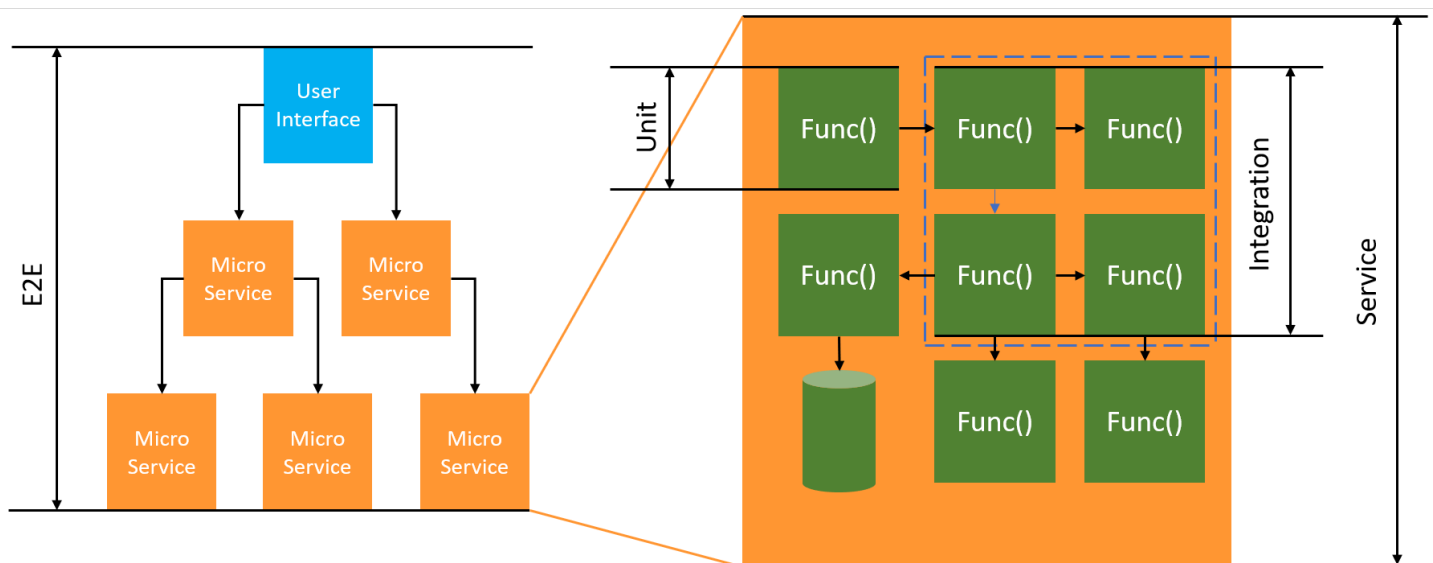 E2E
User
Interface
Micro
Service
Micro
Service
Micro
Service
Micro
Service
Micro
Service
Unit
Func()
Func()
Func()
Func()
Func()
Func()
Func()
Func()
Integration
Service